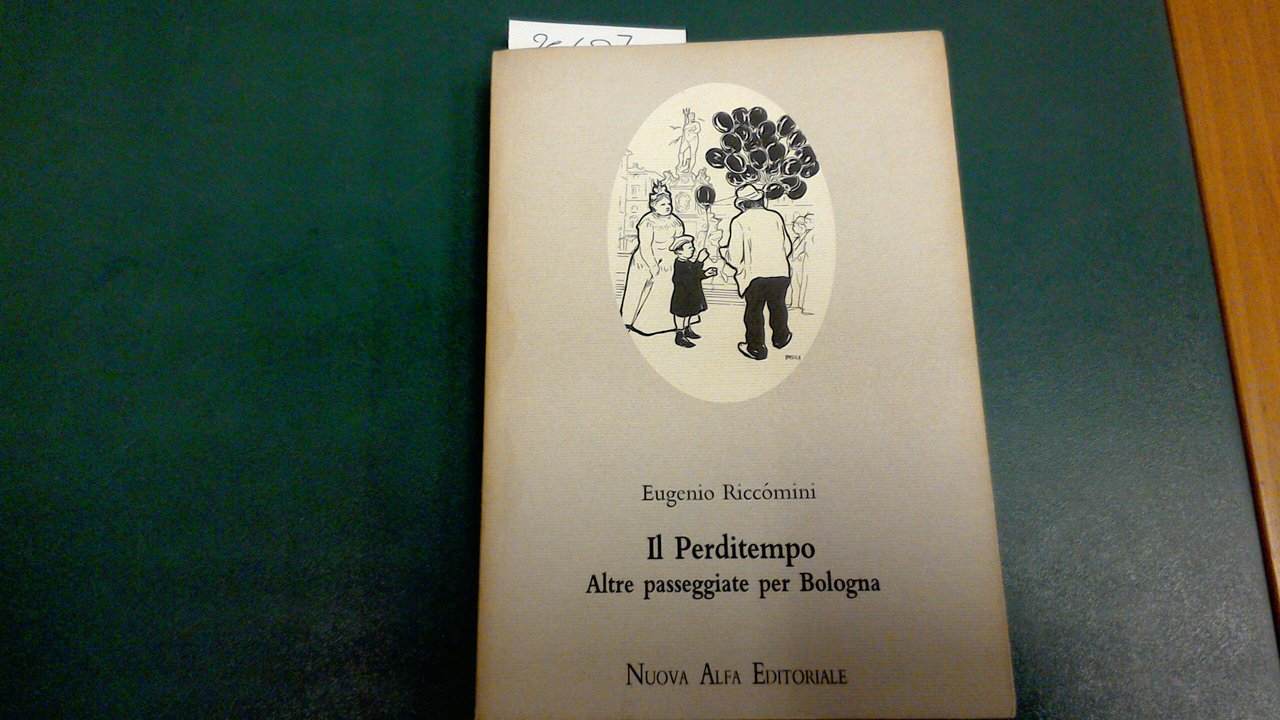 Eugenio Riccómini
Il Perditempo
Altre passeggiate per Bologna
NUOVA ALFA EDITORIALE